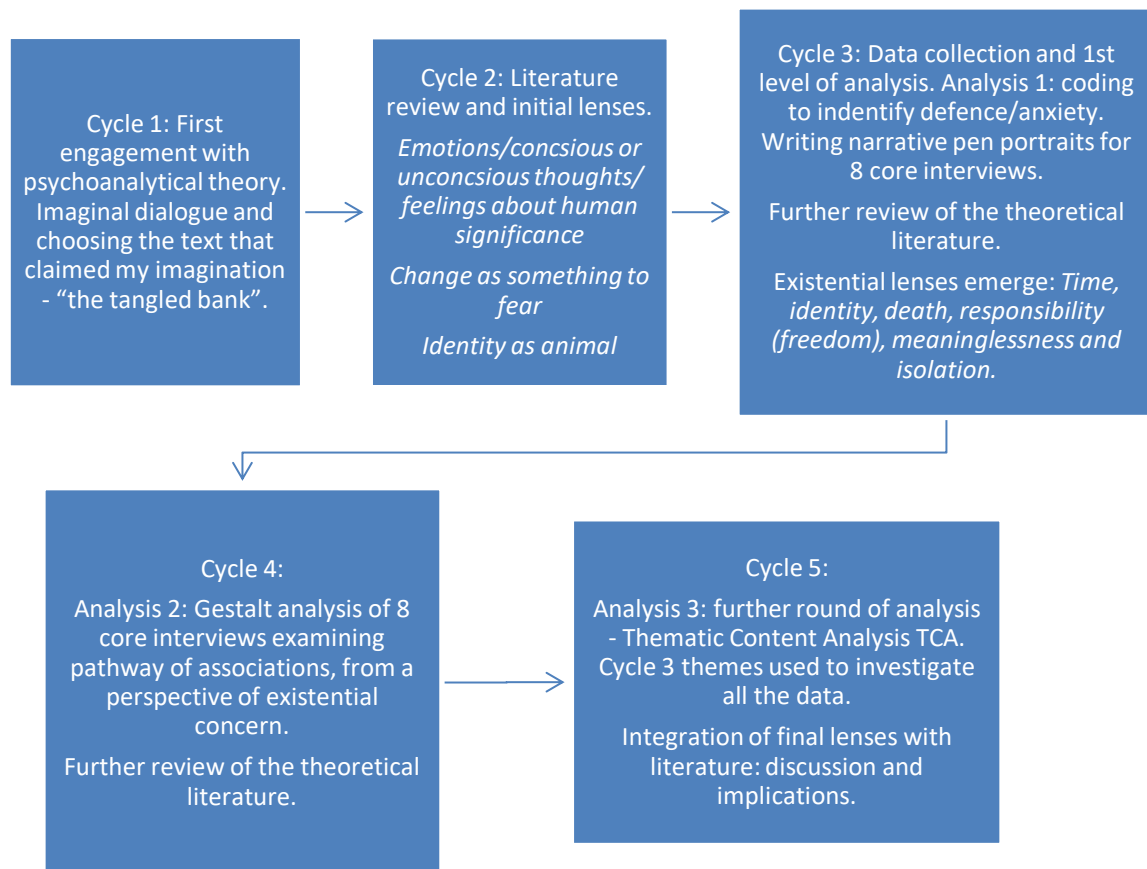 Cycle 1: First
engagement with
psychoanalytical theory.
Imaginal dialogue and
choosing the text that
claimed my imagination
- “the tangled bank”.
Cycle 2: Literature
review and initial lenses.
Emotions/concsious or
unconcsious thoughts/
feelings about human
significance
Change as something to
fear
Identity as animal
Cycle 3: Data collection and 1st
level of analysis. Analysis 1: coding
to indentify defence/anxiety.
Writing narrative pen portraits for
8 core interviews.
Further review of the theoretical
literature.
Existential lenses emerge: Time,
identity, death, responsibility
(freedom), meaninglessness and
isolation.
Cycle 4:
Analysis 2: Gestalt analysis of 8
core interviews examining
pathway of associations, from a
perspective of existential
concern.
Further review of the theoretical
literature.
Cycle 5:
Analysis 3: further round of analysis
- Thematic Content Analysis TCA.
Cycle 3 themes used to investigate
all the data.
Integration of final lenses with
literature: discussion and
implications.